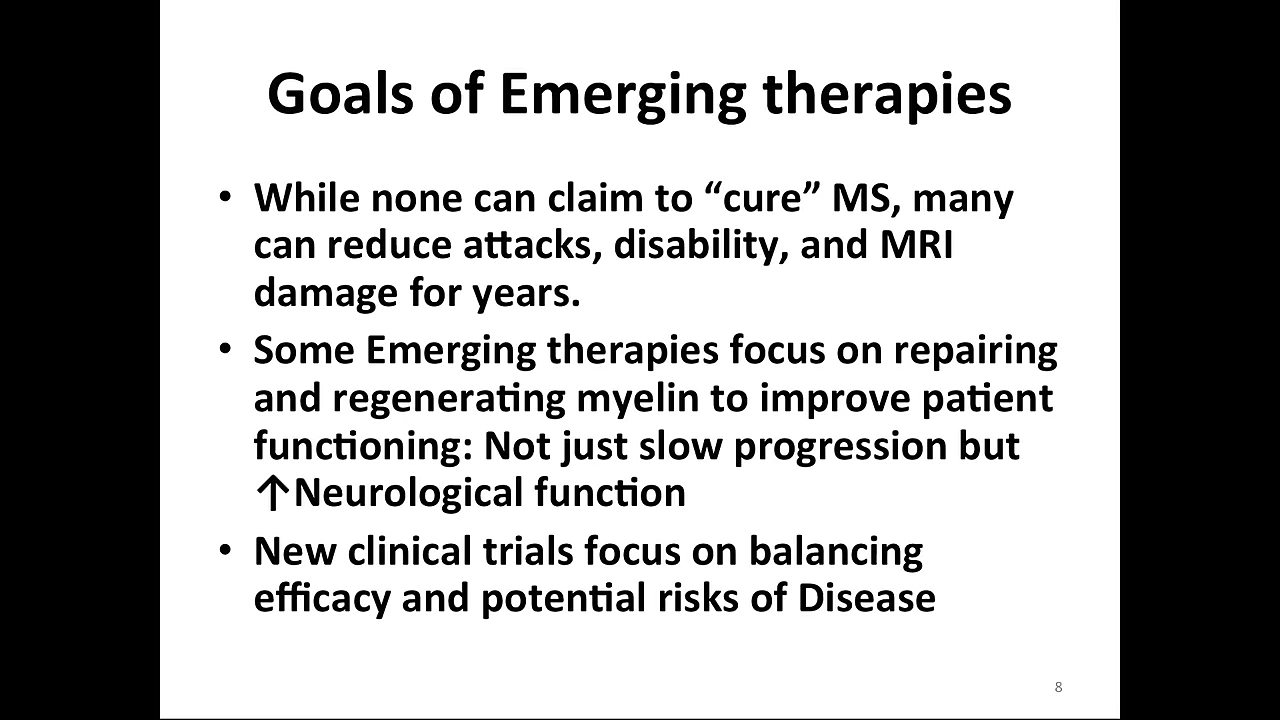 Goals of Emerging therapies
• While none can claim to “cure” MS, many
can reduce attacks, disability, and MRI
damage for years.
• Some Emerging therapies focus on repairing
and regenerating myelin to improve patient
functioning: Not just slow progression but
↑Neurological function
• New clinical trials focus on balancing
efficacy and potential risks of Disease
8